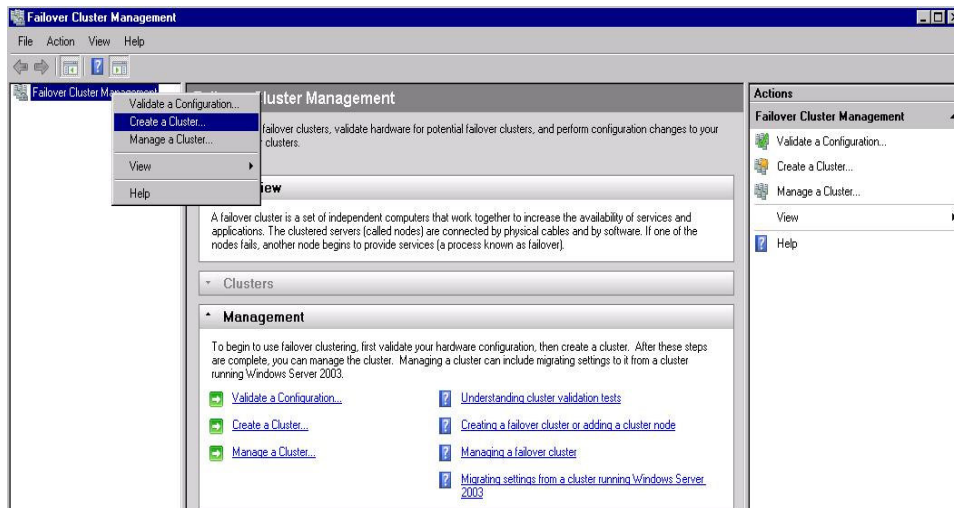 Failover Cluster Management
File Action View Help
Failover Cluster Man
Validate a Configuration...
Create a Cluster...
Manage a Cluster...
View
Help
luster Management
failover clusters, validate hardware for potential failover clusters, and perform configuration changes to your
clusters.
iew
A failover cluster is a set of independent computers that work together to increase the availability of services and
applications. The clustered servers (called nodes) are connected by physical cables and by software. If one of the
nodes fails, another node begins to provide services (a process known as failover).
Clusters
Management
To begin to use failover clustering, first validate your hardware configuration, then create a cluster. After these steps
are complete, you can manage the cluster. Managing a cluster can include migrating settings to it from a cluster
running Windows Server 2003.
Validate a Configuration...
Create a Cluster...
Manage a Cluster...
Understanding cluster validation tests
Creating a failover cluster or adding a cluster node
Managing a failover cluster
Migrating settings from a cluster running Windows Server
2003
Actions
Failover Cluster Management
Validate a Configuration...
Create a Cluster...
Manage a Cluster...
View
Help